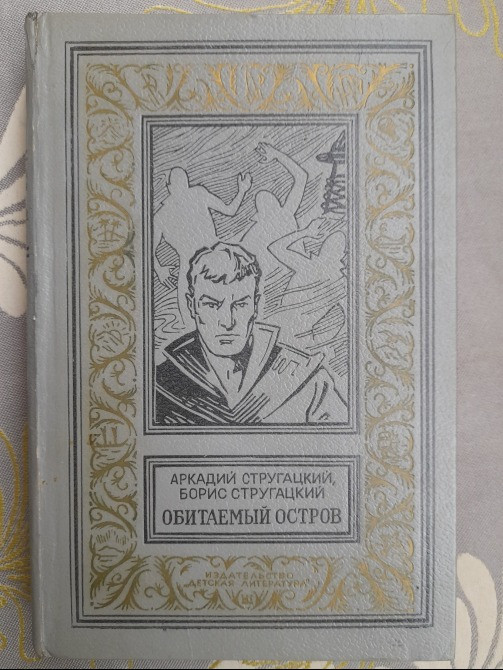 АРКАДИЙ СТРУГАЦКИЙ,
БОРИС СТРУГАЦКИЙ
ОБИТАЕМЫЙ ОСТРОВ
ИЗДАТЕЛЬСТВО
"ДЕТСКАЯ ЛИТЕРАТУРА"